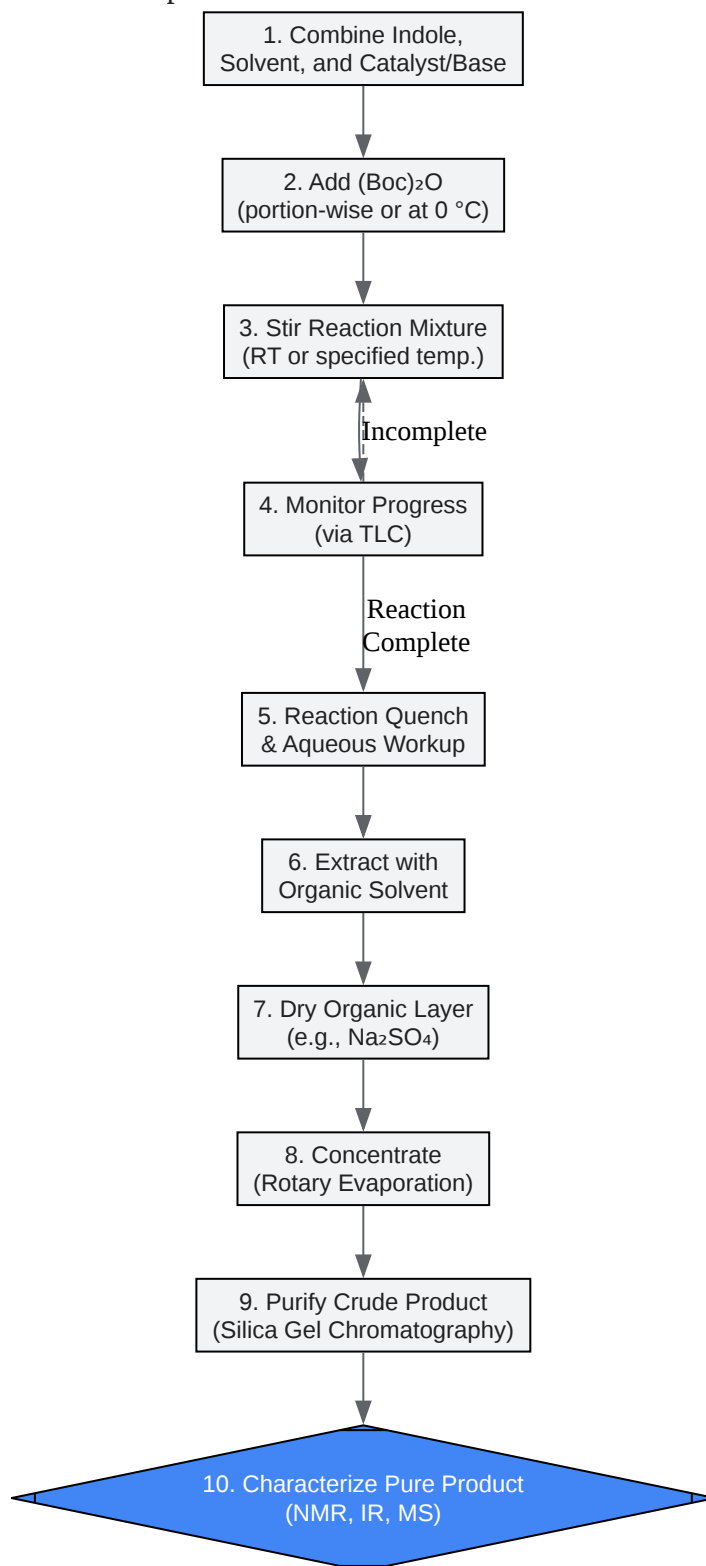 1. Combine Indole,
Solvent, and Catalyst/Base
2. Add (Boc)₂O
(portion-wise or at 0 °C)
3. Stir Reaction Mixture
(RT or specified temp.)
Incomplete
4. Monitor Progress
(via TLC)
Reaction
Complete
5. Reaction Quench
& Aqueous Workup
6. Extract with
Organic Solvent
7. Dry Organic Layer
(e.g., Na₂SO₄)
8. Concentrate
(Rotary Evaporation)
9. Purify Crude Product
(Silica Gel Chromatography)
10. Characterize Pure Product
(NMR, IR, MS)